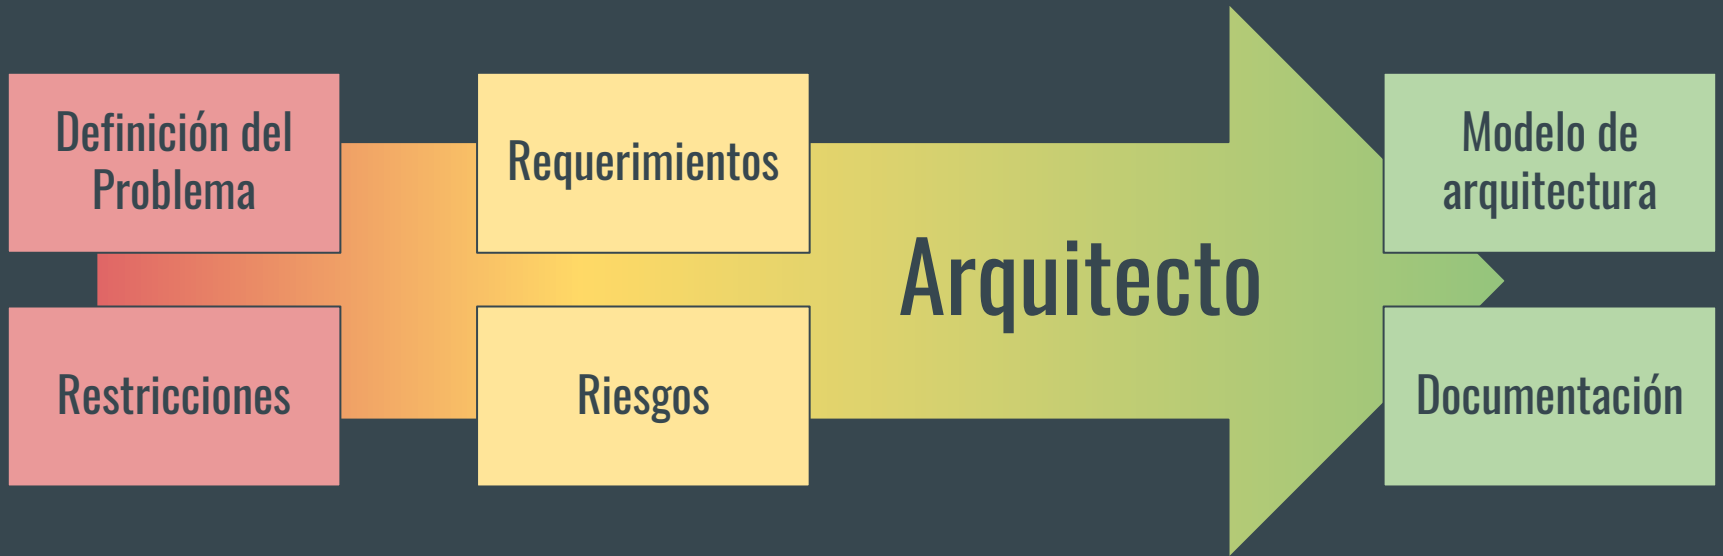 Definición del
Problema
Restricciones
Requerimientos
Riesgos
Arquitecto
Modelo de
arquitectura
Documentación